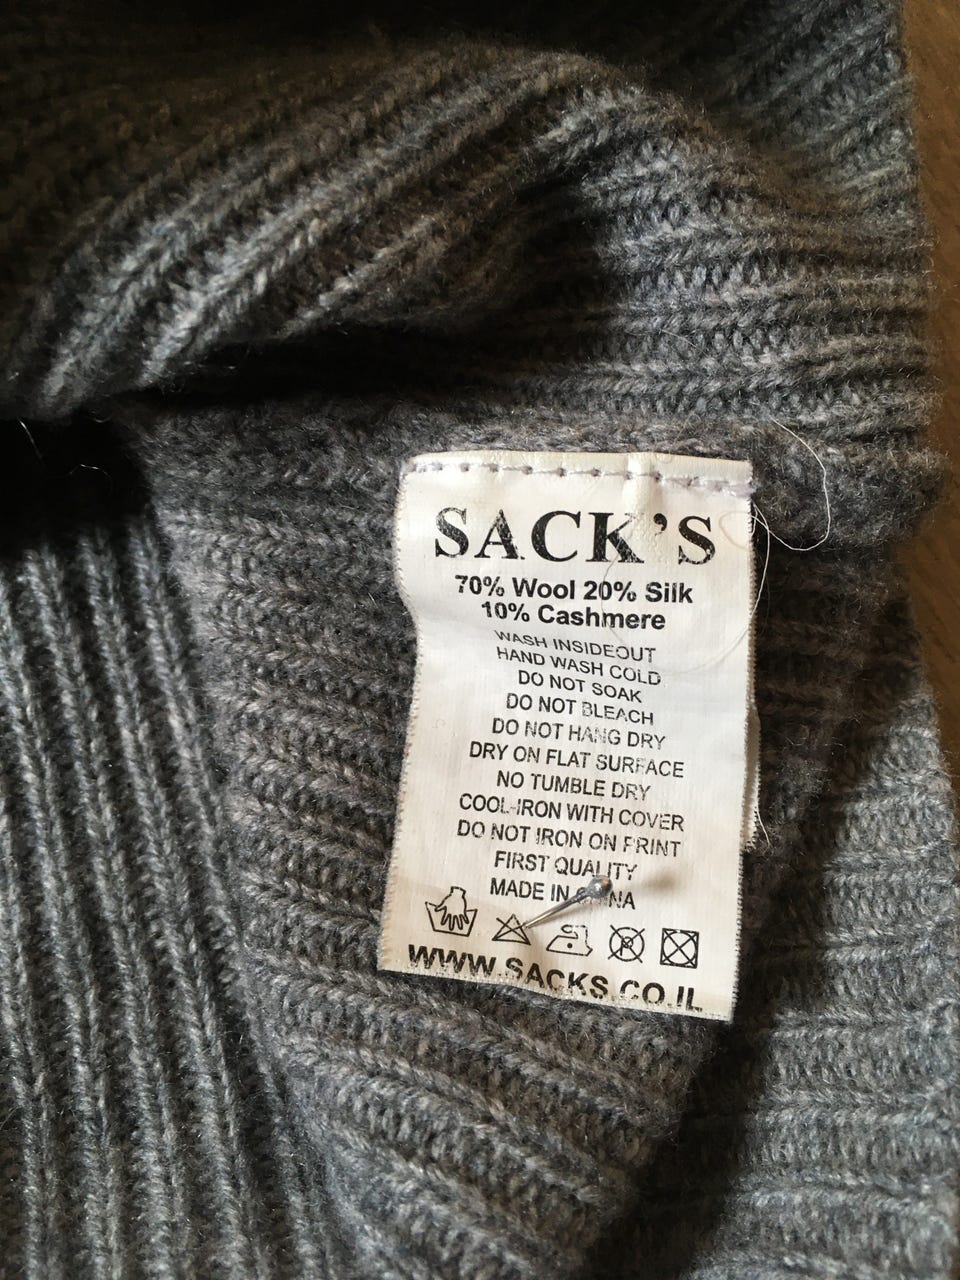 SACK'S
70% Wool 20% Silk
10% Cashmere
WASH INSIDEOUT
HAND WASH COLD
DO NOT SOAK
DO NOT BLEACH
DO NOT HANG DRY
DRY ON FLAT SURFACE
NO TUMBLE DRY
COOL-IRON WITH COVER
DO NOT IRON ON PRINT
FIRST QUALITY
MADE IN
WWW.SACKS.CO.IL